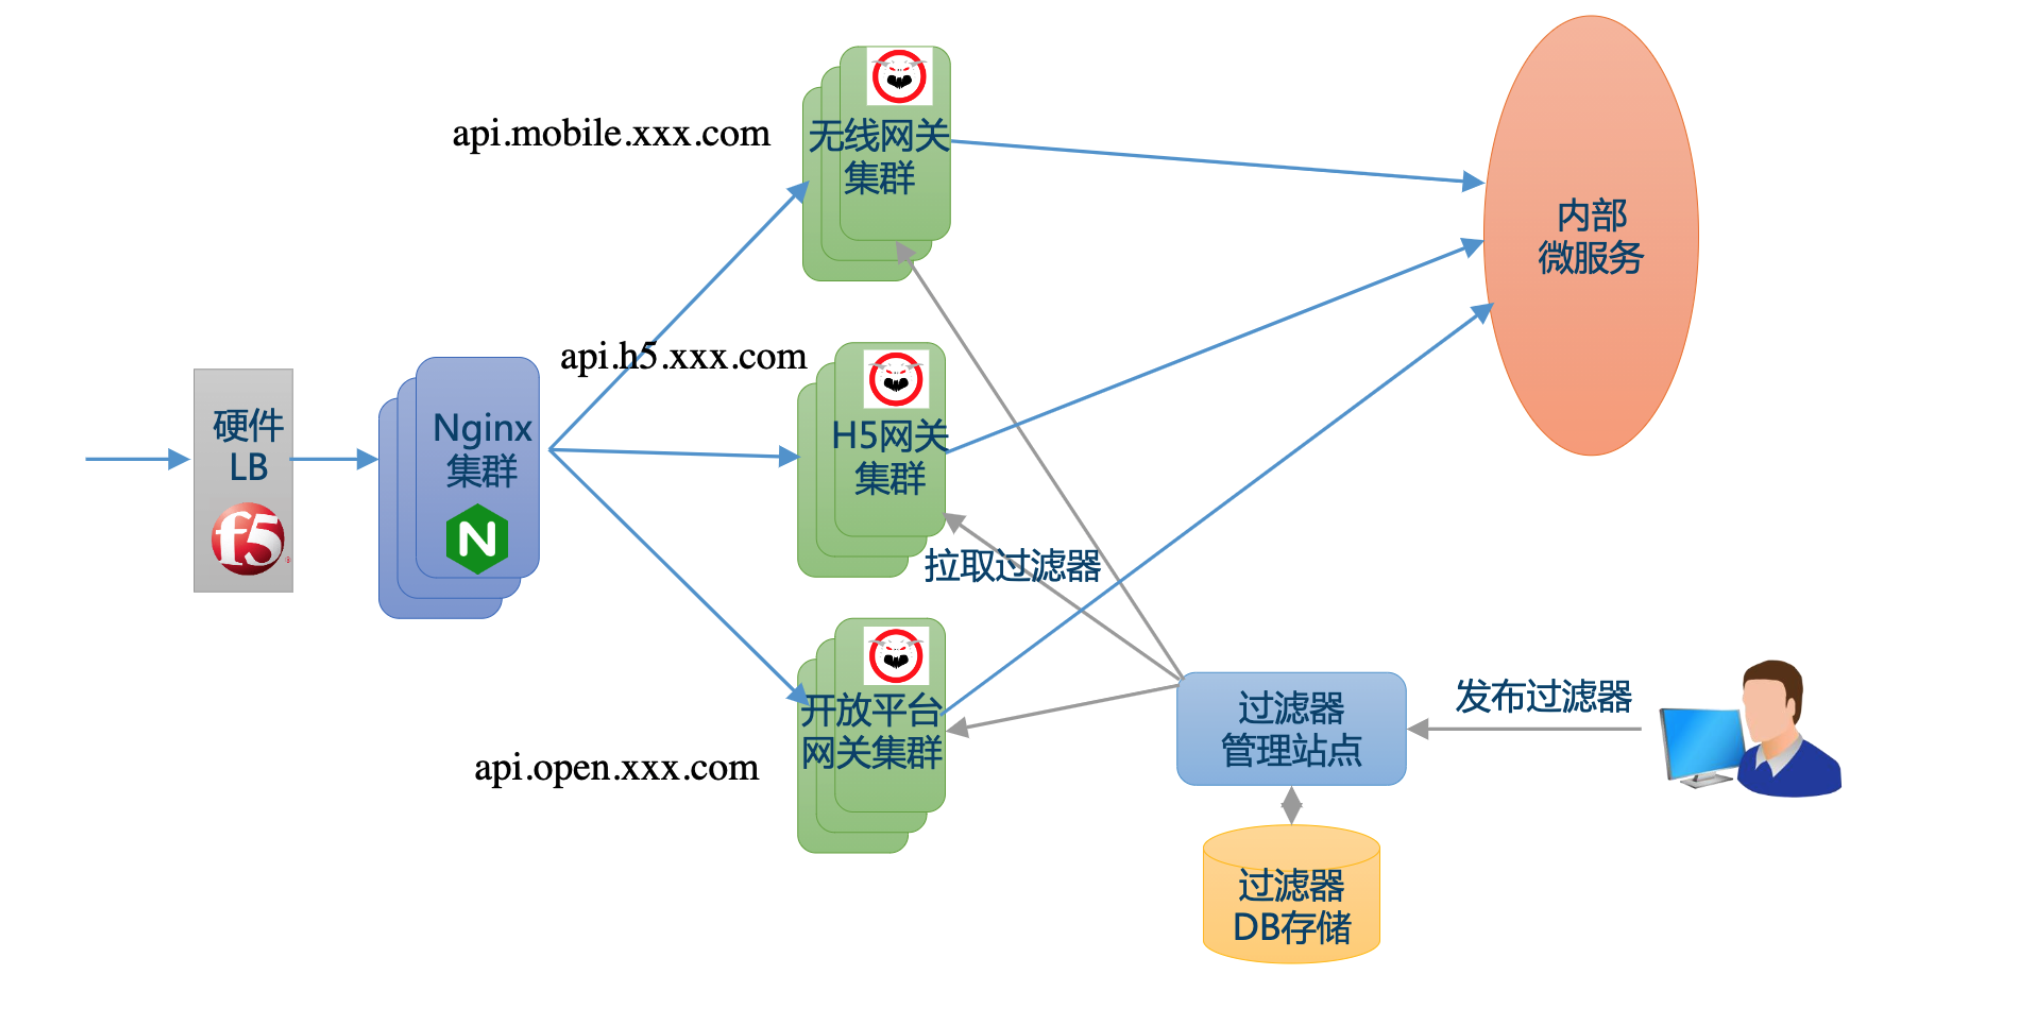 api.mobile.xxx.com
无线网关
集群
内部
微服务
api.h5.xxx.com
硬件
LB
f5
Nginx
集群
N
H5网关
集群
拉取过滤器
开放平台
网关集群
api.open.xxx.com
过滤器
管理站点
发布过滤器
过滤器
DB存储